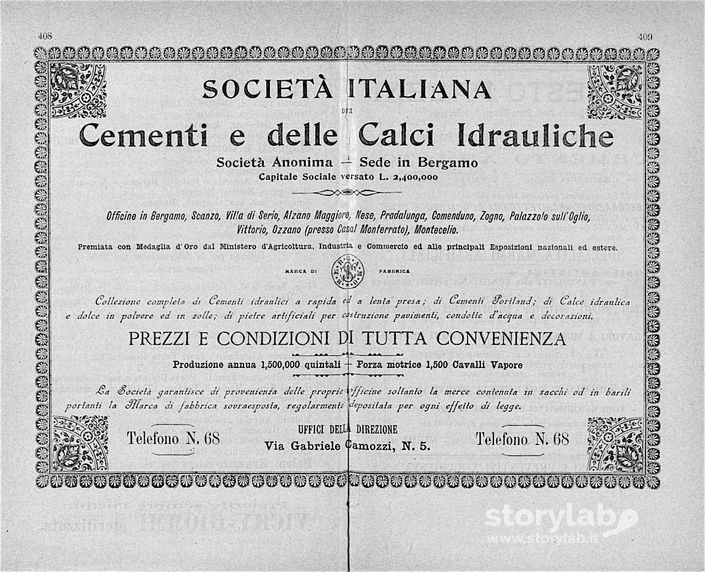 408
409
SOCIETÀ ITALIANA
DEI
Cementi e delle Calci Idrauliche
Società Anonima — Sede in Bergamo
Capitale Sociale versato L. 2,400,000
Officine in Bergamo, Scanzo, Villa di Serio, Alzano Maggiore, Nese, Pradalunga, Comenduno, Zogno, Palazzolo sull'Oglio,
Vittorio, Ozzano (presso Casal Monferrato), Montecelio.
Premiata con Medaglia d'Oro dal Ministero d'Agricoltura, Industria e Commercio ed alle principali Esposizioni nazionali ed estere.
MARCA DI FABBRICA
Collezione completa di Cementi idraulici a rapida ed a lenta presa; di Cementi Portland; di Calce idraulica
e dolce in polvere ed in zolle; di pietre artificiali per costruzione pavimenti, condotte d'acqua e decorazioni.
PREZZI E CONDIZIONI DI TUTTA CONVENIENZA
Produzione annua 1,500,000 quintali — Forza motrice 1,500 Cavalli Vapore
La Società garantisce di provenienza delle proprie officine soltanto la merce contenuta in sacchi od in barili
portanti la Marca di fabbrica sovraesposta, regolarmente depositata per ogni effetto di legge.
Telefono N. 68
UFFICI DELLA DIREZIONE
Via Gabriele Camozzi, N. 5.
Telefono N. 68
storylab
www.storylab.it